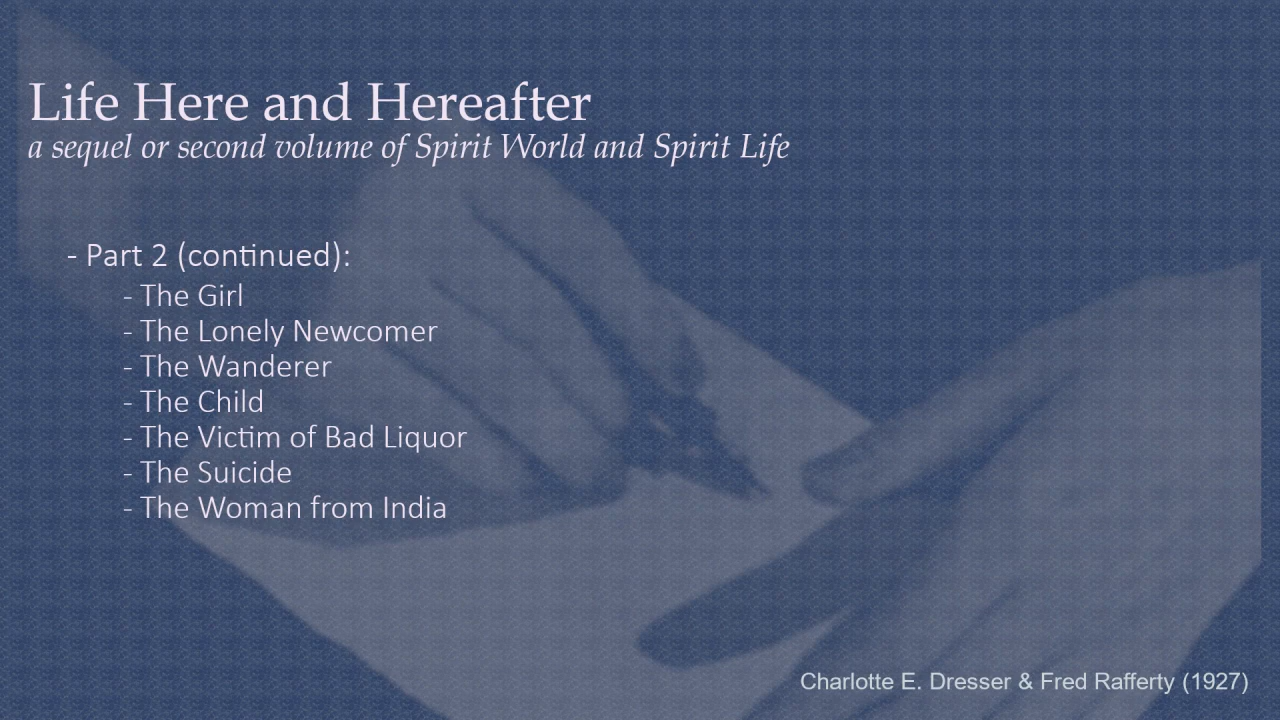 Life Here and Hereafter
a sequel or second volume of Spirit World and Spirit Life
- Part 2 (continued):
- The Girl
- The Lonely Newcomer
- The Wanderer
- The Child
- The Victim of Bad Liquor
- The Suicide
- The Woman from India
Charlotte E. Dresser & Fred Rafferty (1927)